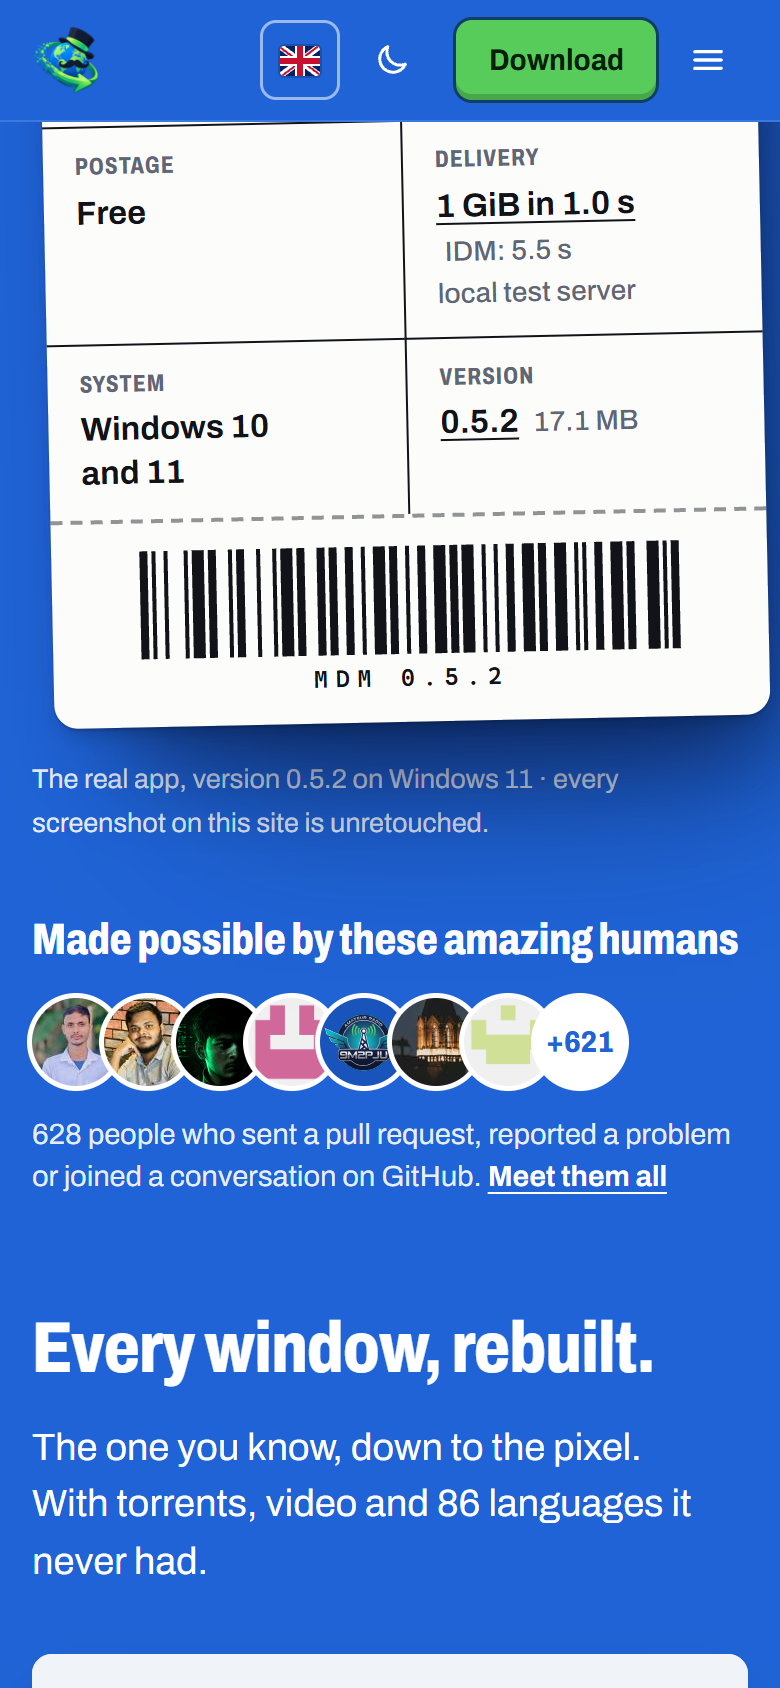 Download
POSTAGE
Free
DELIVERY
1 GiB in 1.0 s
IDM: 5.5 s
local test server
SYSTEM
Windows 10
and 11
VERSION
0.5.2 17.1 MB
MDM 0.5.2
The real app, version 0.5.2 on Windows 11 · every
screenshot on this site is unretouched.
Made possible by these amazing humans
9M2PJU
+621
628 people who sent a pull request, reported a problem
or joined a conversation on GitHub. Meet them all
Every window, rebuilt.
The one you know, down to the pixel.
With torrents, video and 86 languages it
never had.